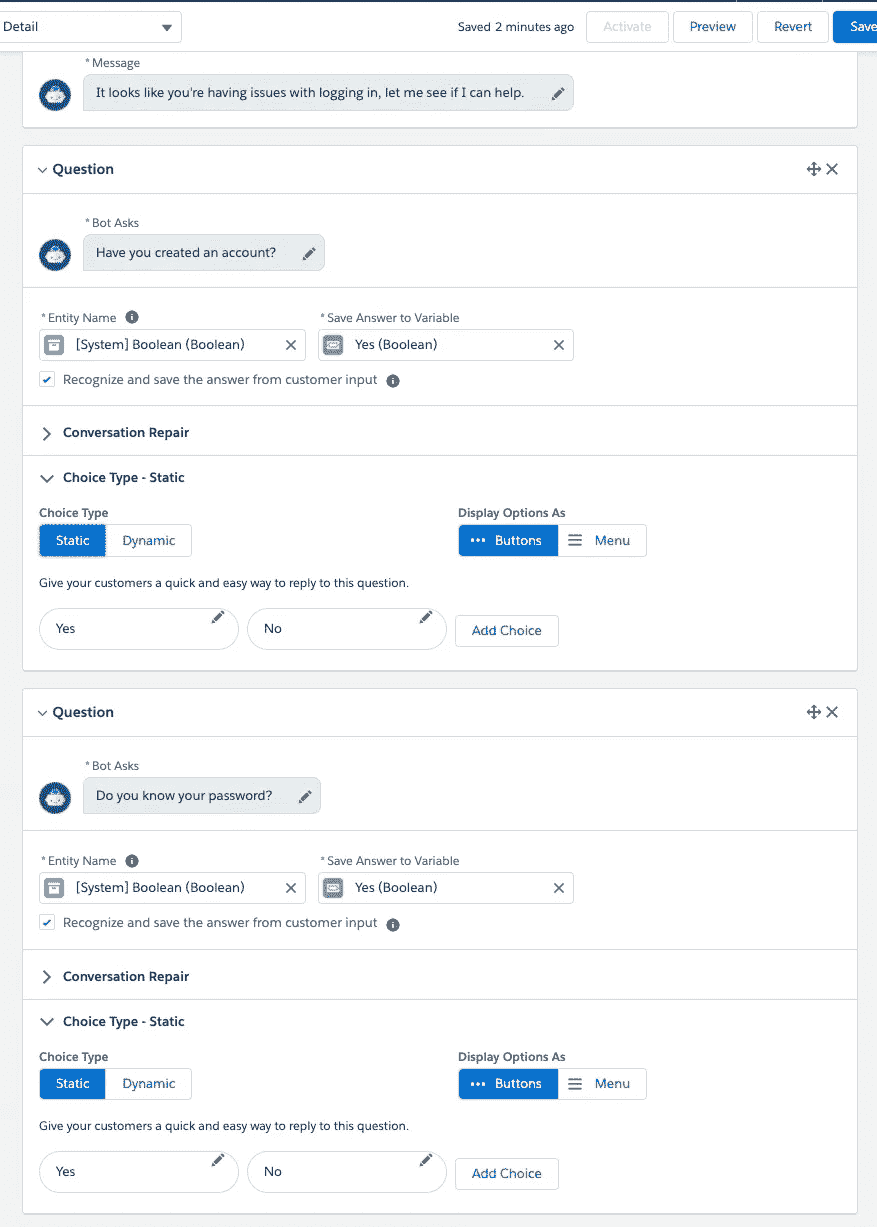 Detail Saved 2 minutes ago Activate Preview Revert Save
* Message
It looks like you're having issues with logging in, let me see if I can help.
Question
* Bot Asks
Have you created an account?
* Entity Name * Save Answer to Variable
[System] Boolean (Boolean) Yes (Boolean)
Recognize and save the answer from customer input
Conversation Repair
Choice Type - Static
Choice Type Display Options As
Static Dynamic Buttons Menu
Give your customers a quick and easy way to reply to this question.
Yes No Add Choice
Question
* Bot Asks
Do you know your password?
* Entity Name * Save Answer to Variable
[System] Boolean (Boolean) Yes (Boolean)
Recognize and save the answer from customer input
Conversation Repair
Choice Type - Static
Choice Type Display Options As
Static Dynamic Buttons Menu
Give your customers a quick and easy way to reply to this question.
Yes No Add Choice